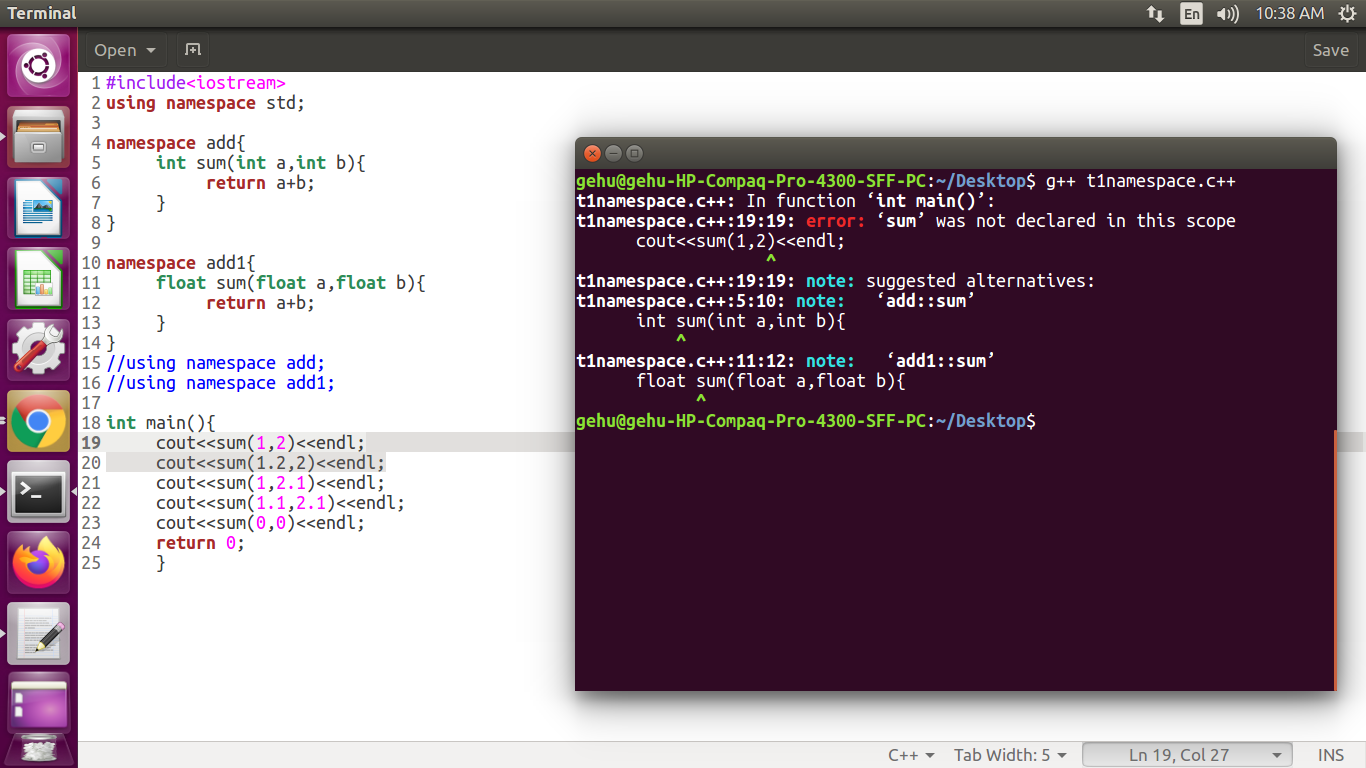 Terminal
En
10:38 AM
Open
Save
1 #include<iostream>
2 using namespace std;
3
4 namespace add{
5 int sum(int a,int b){
6 return a+b;
7 }
8 }
9
10 namespace add1{
11 float sum(float a,float b){
12 return a+b;
13 }
14 }
15 //using namespace add;
16 //using namespace add1;
17
18 int main(){
19 cout<<sum(1,2)<<endl;
20 cout<<sum(1.2,2)<<endl;
21 cout<<sum(1,2.1)<<endl;
22 cout<<sum(1.1,2.1)<<endl;
23 cout<<sum(0,0)<<endl;
24 return 0;
25 }
gehu@gehu-HP-Compaq-Pro-4300-SFF-PC:~/Desktop$ g++ t1namespace.c++
t1namespace.c++: In function ‘int main()’:
t1namespace.c++:19:19: error: ‘sum’ was not declared in this scope
cout<<sum(1,2)<<endl;
^
t1namespace.c++:19:19: note: suggested alternatives:
t1namespace.c++:5:10: note: ‘add::sum’
int sum(int a,int b){
^
t1namespace.c++:11:12: note: ‘add1::sum’
float sum(float a,float b){
^
gehu@gehu-HP-Compaq-Pro-4300-SFF-PC:~/Desktop$
>_
C++
Tab Width: 5
Ln 19, Col 27
INS